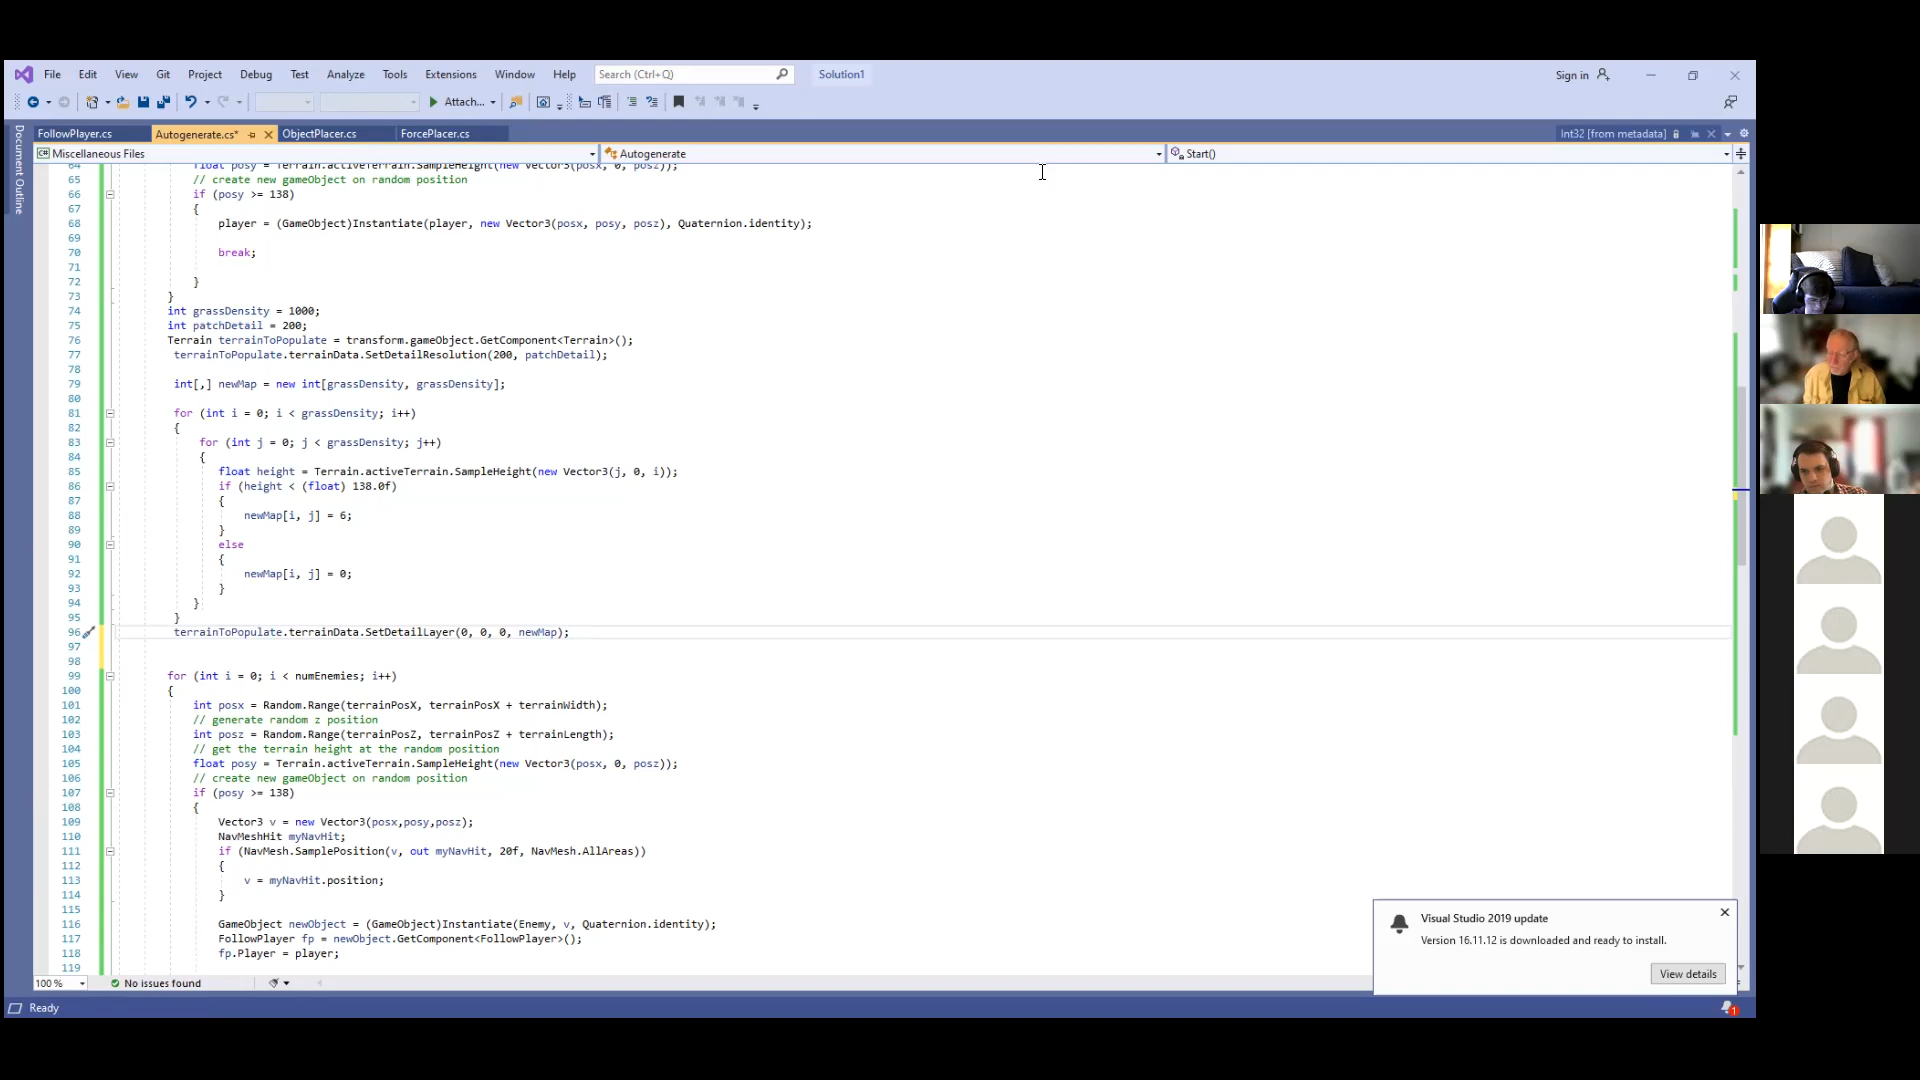 File Edit View Git Project Debug Test Analyze Tools Extensions Window Help Search (Ctrl+Q) Solution1 Sign in
Attach...
FollowPlayer.cs Autogenerate.cs* ObjectPlacer.cs ForcePlacer.cs Int32 [from metadata]
Document Outline
Miscellaneous Files Autogenerate Start()
64 float posy = Terrain.activeTerrain.SampleHeight(new Vector3(posx, 0, posz));
65 // create new gameObject on random position
66 if (posy >= 138)
67 {
68 player = (GameObject)Instantiate(player, new Vector3(posx, posy, posz), Quaternion.identity);
69
70 break;
71
72 }
73 }
74 int grassDensity = 1000;
75 int patchDetail = 200;
76 Terrain terrainToPopulate = transform.gameObject.GetComponent<Terrain>();
77 terrainToPopulate.terrainData.SetDetailResolution(200, patchDetail);
78
79 int[,] newMap = new int[grassDensity, grassDensity];
80
81 for (int i = 0; i < grassDensity; i++)
82 {
83 for (int j = 0; j < grassDensity; j++)
84 {
85 float height = Terrain.activeTerrain.SampleHeight(new Vector3(j, 0, i));
86 if (height < (float) 138.0f)
87 {
88 newMap[i, j] = 6;
89 }
90 else
91 {
92 newMap[i, j] = 0;
93 }
94 }
95 }
96 terrainToPopulate.terrainData.SetDetailLayer(0, 0, 0, newMap);
97
98
99 for (int i = 0; i < numEnemies; i++)
100 {
101 int posx = Random.Range(terrainPosX, terrainPosX + terrainWidth);
102 // generate random z position
103 int posz = Random.Range(terrainPosZ, terrainPosZ + terrainLength);
104 // get the terrain height at the random position
105 float posy = Terrain.activeTerrain.SampleHeight(new Vector3(posx, 0, posz));
106 // create new gameObject on random position
107 if (posy >= 138)
108 {
109 Vector3 v = new Vector3(posx,posy,posz);
110 NavMeshHit myNavHit;
111 if (NavMesh.SamplePosition(v, out myNavHit, 20f, NavMesh.AllAreas))
112 {
113 v = myNavHit.position;
114 }
115
116 GameObject newObject = (GameObject)Instantiate(Enemy, v, Quaternion.identity);
117 FollowPlayer fp = newObject.GetComponent<FollowPlayer>();
118 fp.Player = player;
119
Visual Studio 2019 update
Version 16.11.12 is downloaded and ready to install.
View details
100 % No issues found
Ready 1